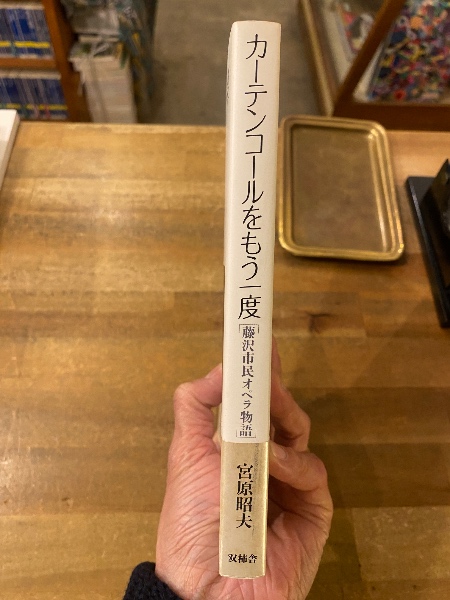 カーテンコールをもう一度
[藤沢市民オペラ物語]
宮原昭夫
双柿舎